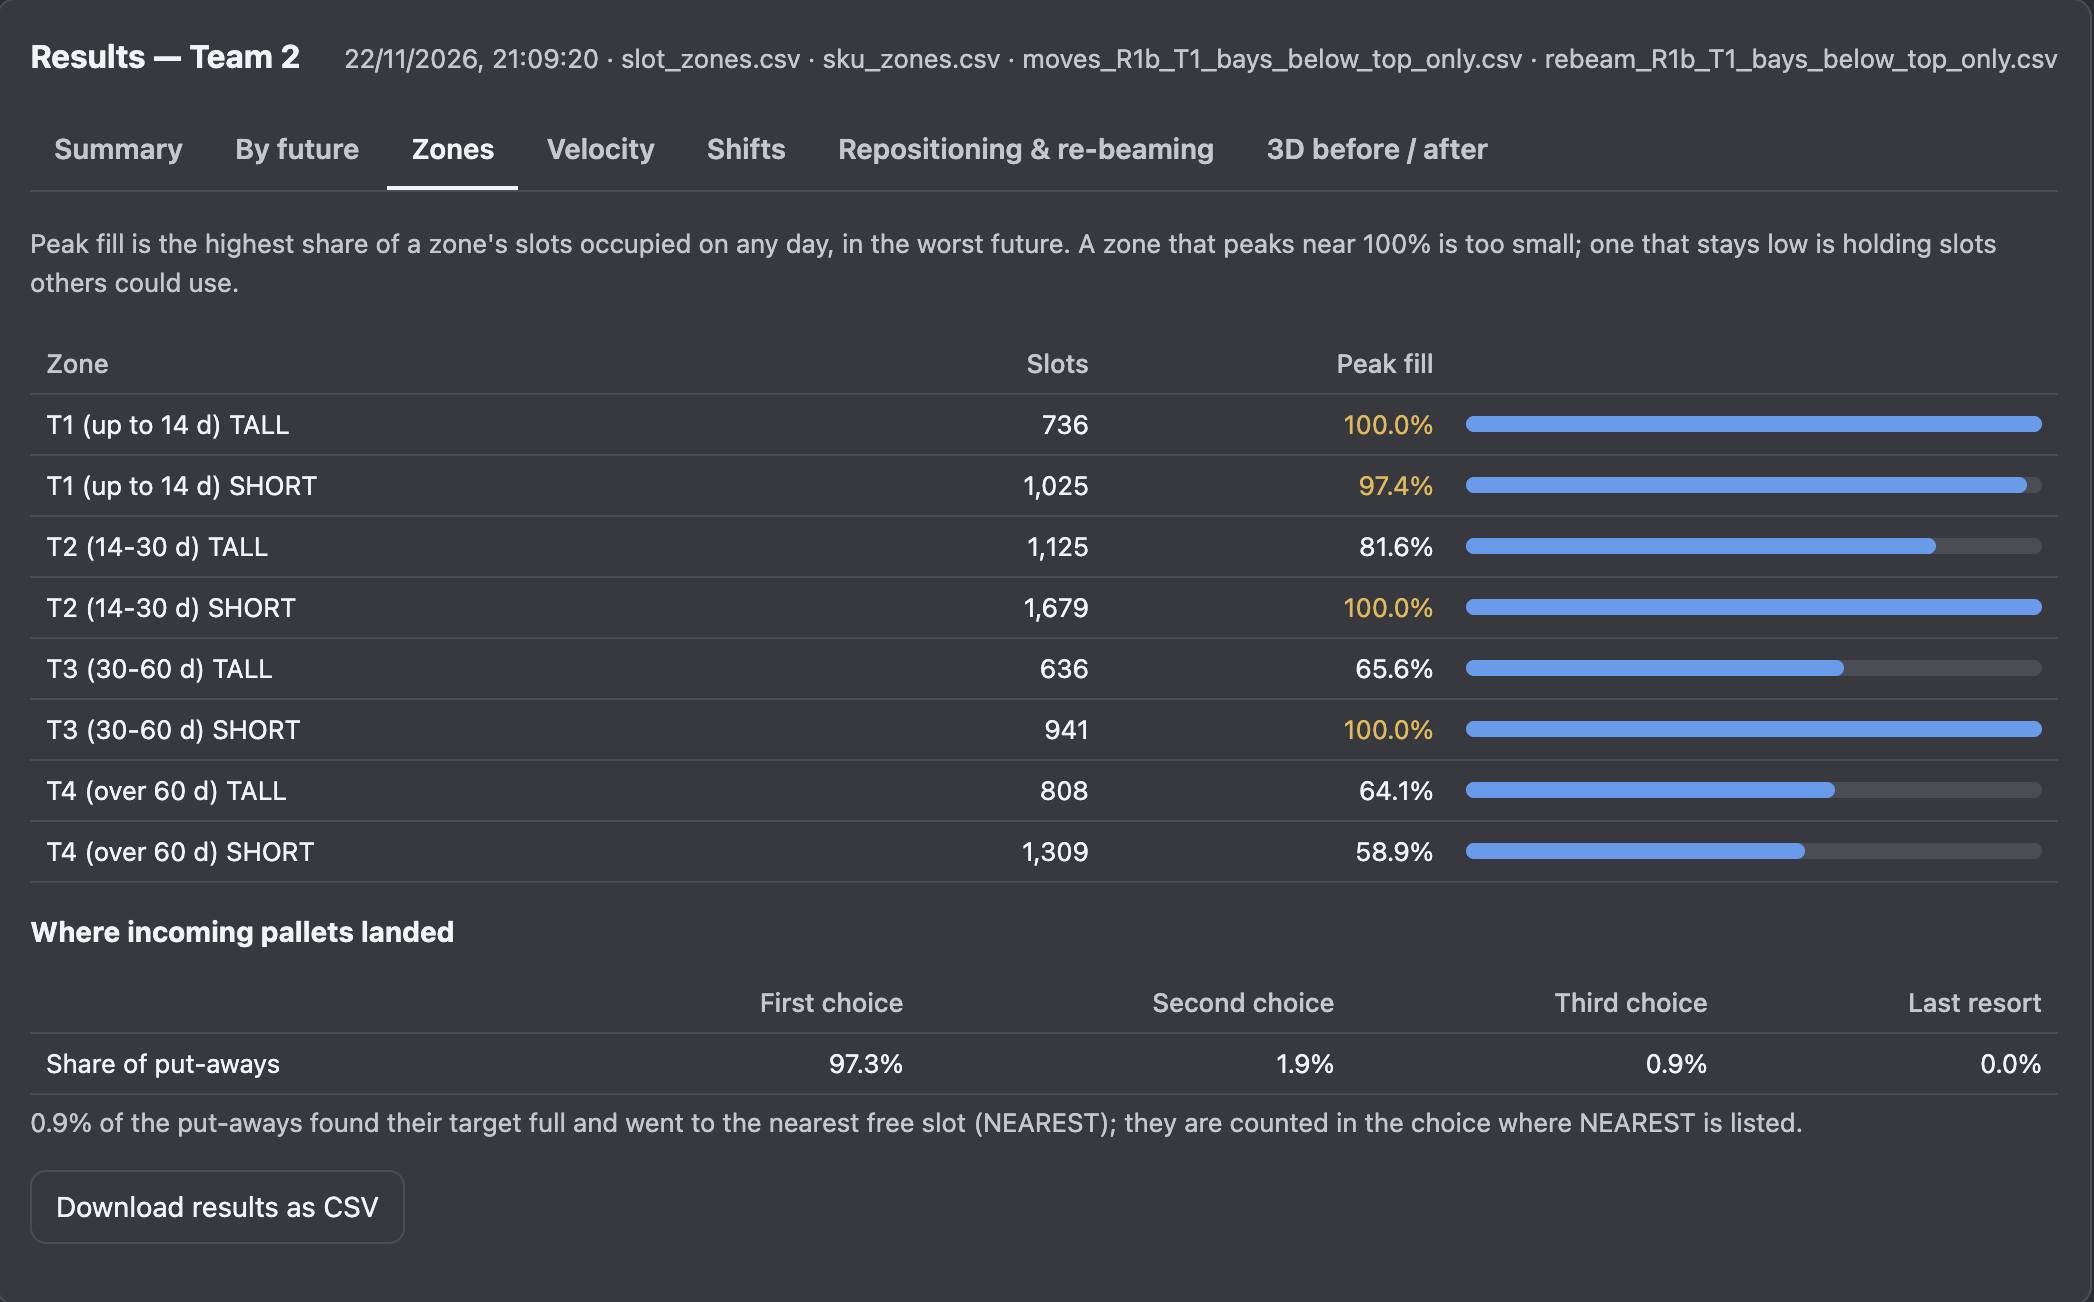 Results — Team 2 22/11/2026, 21:09:20 · slot_zones.csv · sku_zones.csv · moves_R1b_T1_bays_below_top_only.csv · rebeam_R1b_T1_bays_below_top_only.csv
Summary By future Zones Velocity Shifts Repositioning & re-beaming 3D before / after
Peak fill is the highest share of a zone's slots occupied on any day, in the worst future. A zone that peaks near 100% is too small; one that stays low is holding slots
others could use.
Zone Slots Peak fill
T1 (up to 14 d) TALL 736 100.0%
T1 (up to 14 d) SHORT 1,025 97.4%
T2 (14-30 d) TALL 1,125 81.6%
T2 (14-30 d) SHORT 1,679 100.0%
T3 (30-60 d) TALL 636 65.6%
T3 (30-60 d) SHORT 941 100.0%
T4 (over 60 d) TALL 808 64.1%
T4 (over 60 d) SHORT 1,309 58.9%
Where incoming pallets landed
First choice Second choice Third choice Last resort
Share of put-aways 97.3% 1.9% 0.9% 0.0%
0.9% of the put-aways found their target full and went to the nearest free slot (NEAREST); they are counted in the choice where NEAREST is listed.
Download results as CSV